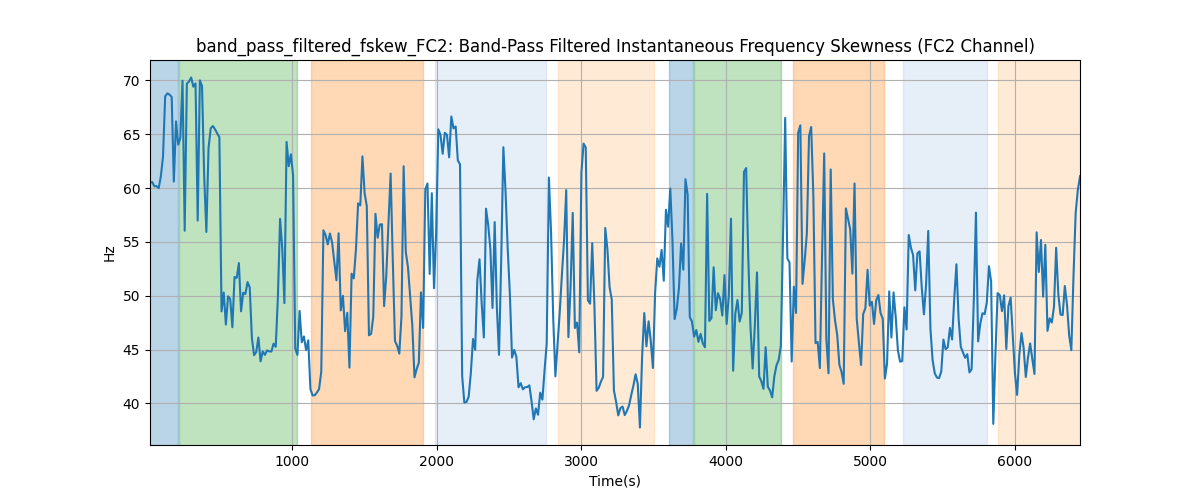 band_pass_filtered_fskew_FC2: Band-Pass Filtered Instantaneous Frequency Skewness (FC2 Channel)
70
65
60
55
50
45
40
Hz
1000 2000 3000 4000 5000 6000
Time(s)